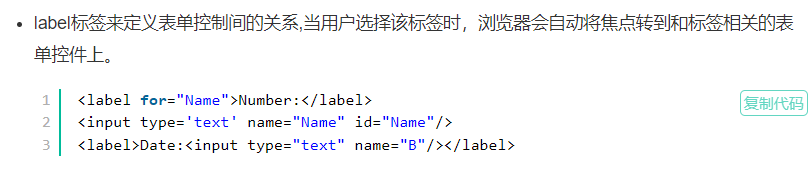 label标签来定义表单控制间的关系,当用户选择该标签时，浏览器会自动将焦点转到和标签相关的表
单控件上。
复制代码
1 <label for="Name">Number:</label>
2 <input type='text' name="Name" id="Name"/>
3 <label>Date:<input type="text" name="B"/></label>